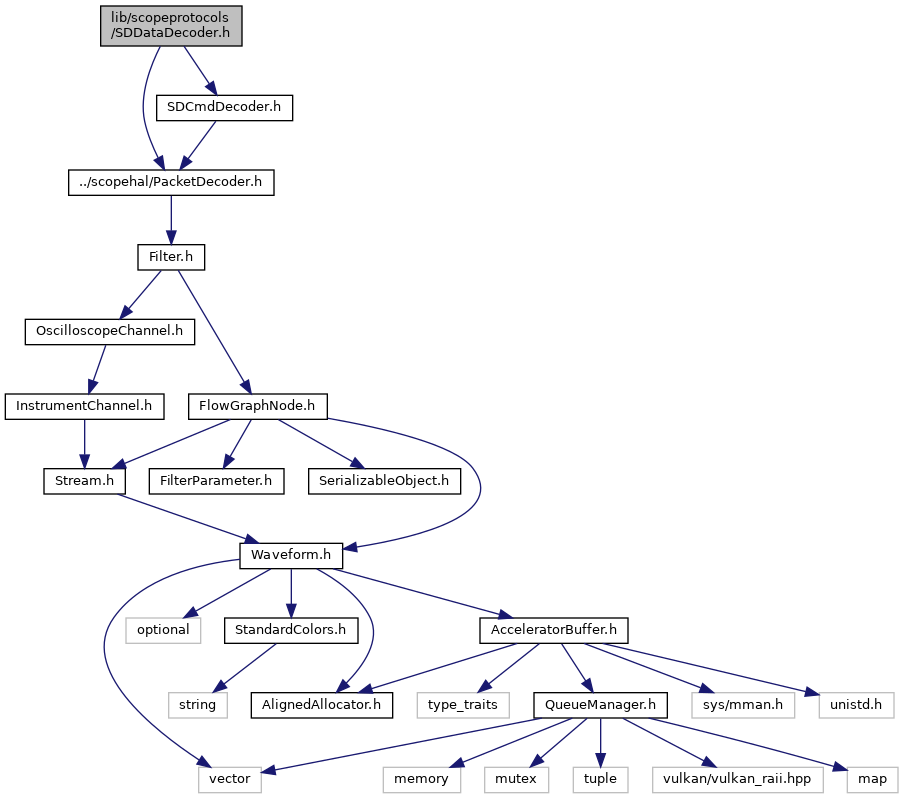 lib/scopeprotocols
/SDDataDecoder.h
SDCmdDecoder.h
../scopehal/PacketDecoder.h
Filter.h
OscilloscopeChannel.h
InstrumentChannel.h
FlowGraphNode.h
Stream.h
FilterParameter.h
SerializableObject.h
Waveform.h
optional
StandardColors.h
AcceleratorBuffer.h
string
AlignedAllocator.h
type_traits
QueueManager.h
sys/mman.h
unistd.h
vector
memory
mutex
tuple
vulkan/vulkan_raii.hpp
map